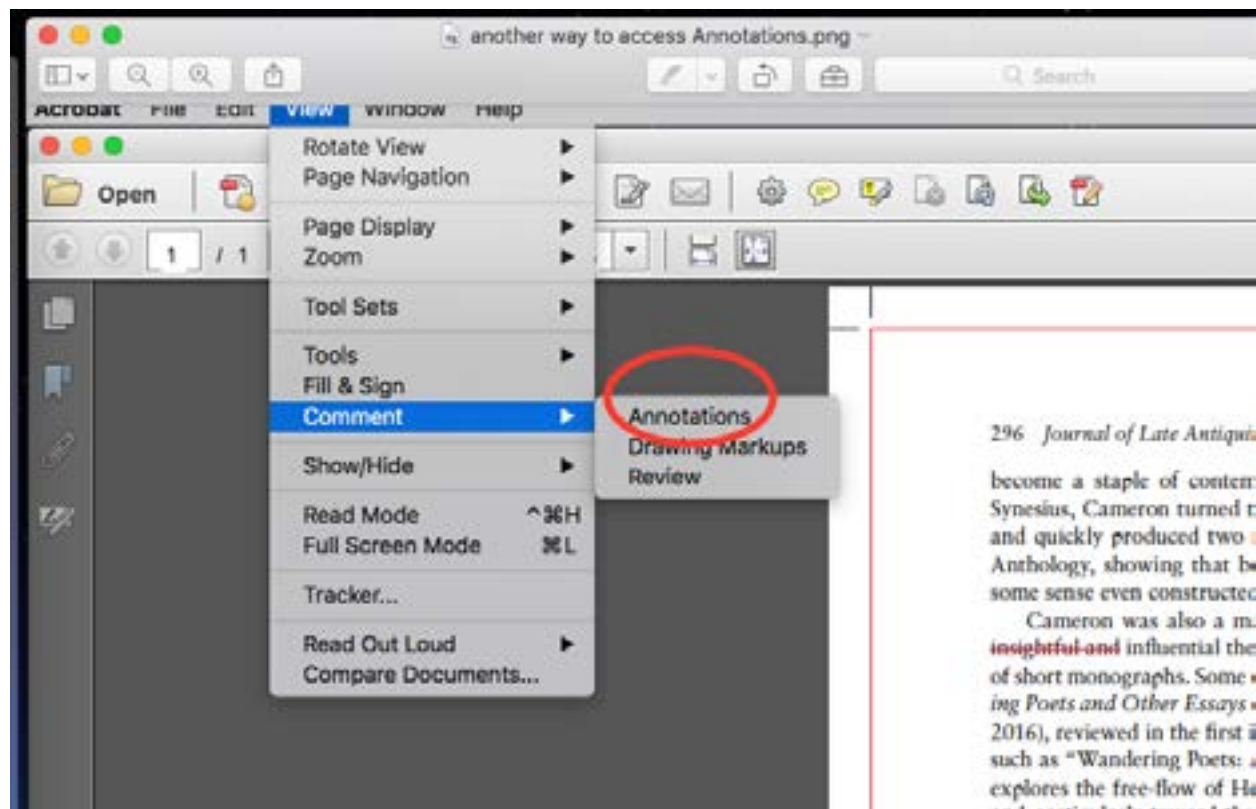 another way to access Annotations.png
Search
Acrobat File Edit View Window Help
Open
1 / 1
Rotate View
Page Navigation
Page Display
Zoom
Tool Sets
Tools
Fill & Sign
Comment
Annotations
Drawing Markups
Review
Show/Hide
Read Mode ^⌘H
Full Screen Mode ⌘L
Tracker...
Read Out Loud
Compare Documents...
296 Journal of Late
become a staple of
Synesius, Cameron turned
and quickly produced two
Anthology, showing that
some sense even
Cameron was also a
insightful and influential
of short monographs. Some
ing Poets and Other Essays
2016), reviewed in the first
such as "Wandering Poets:
explores the free-flow of